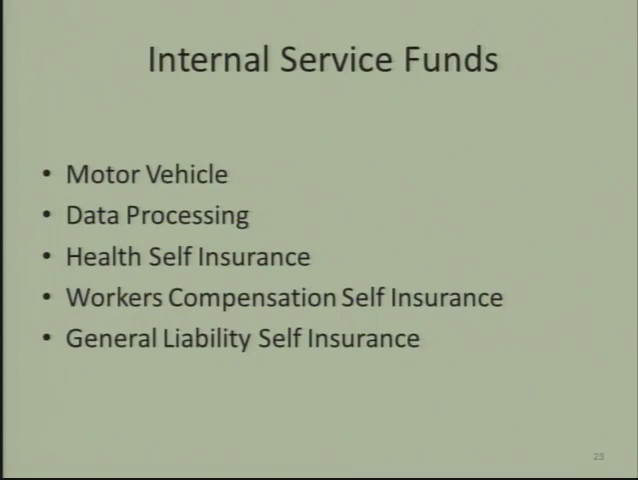 Internal Service Funds
• Motor Vehicle
• Data Processing
• Health Self Insurance
• Workers Compensation Self Insurance
• General Liability Self Insurance